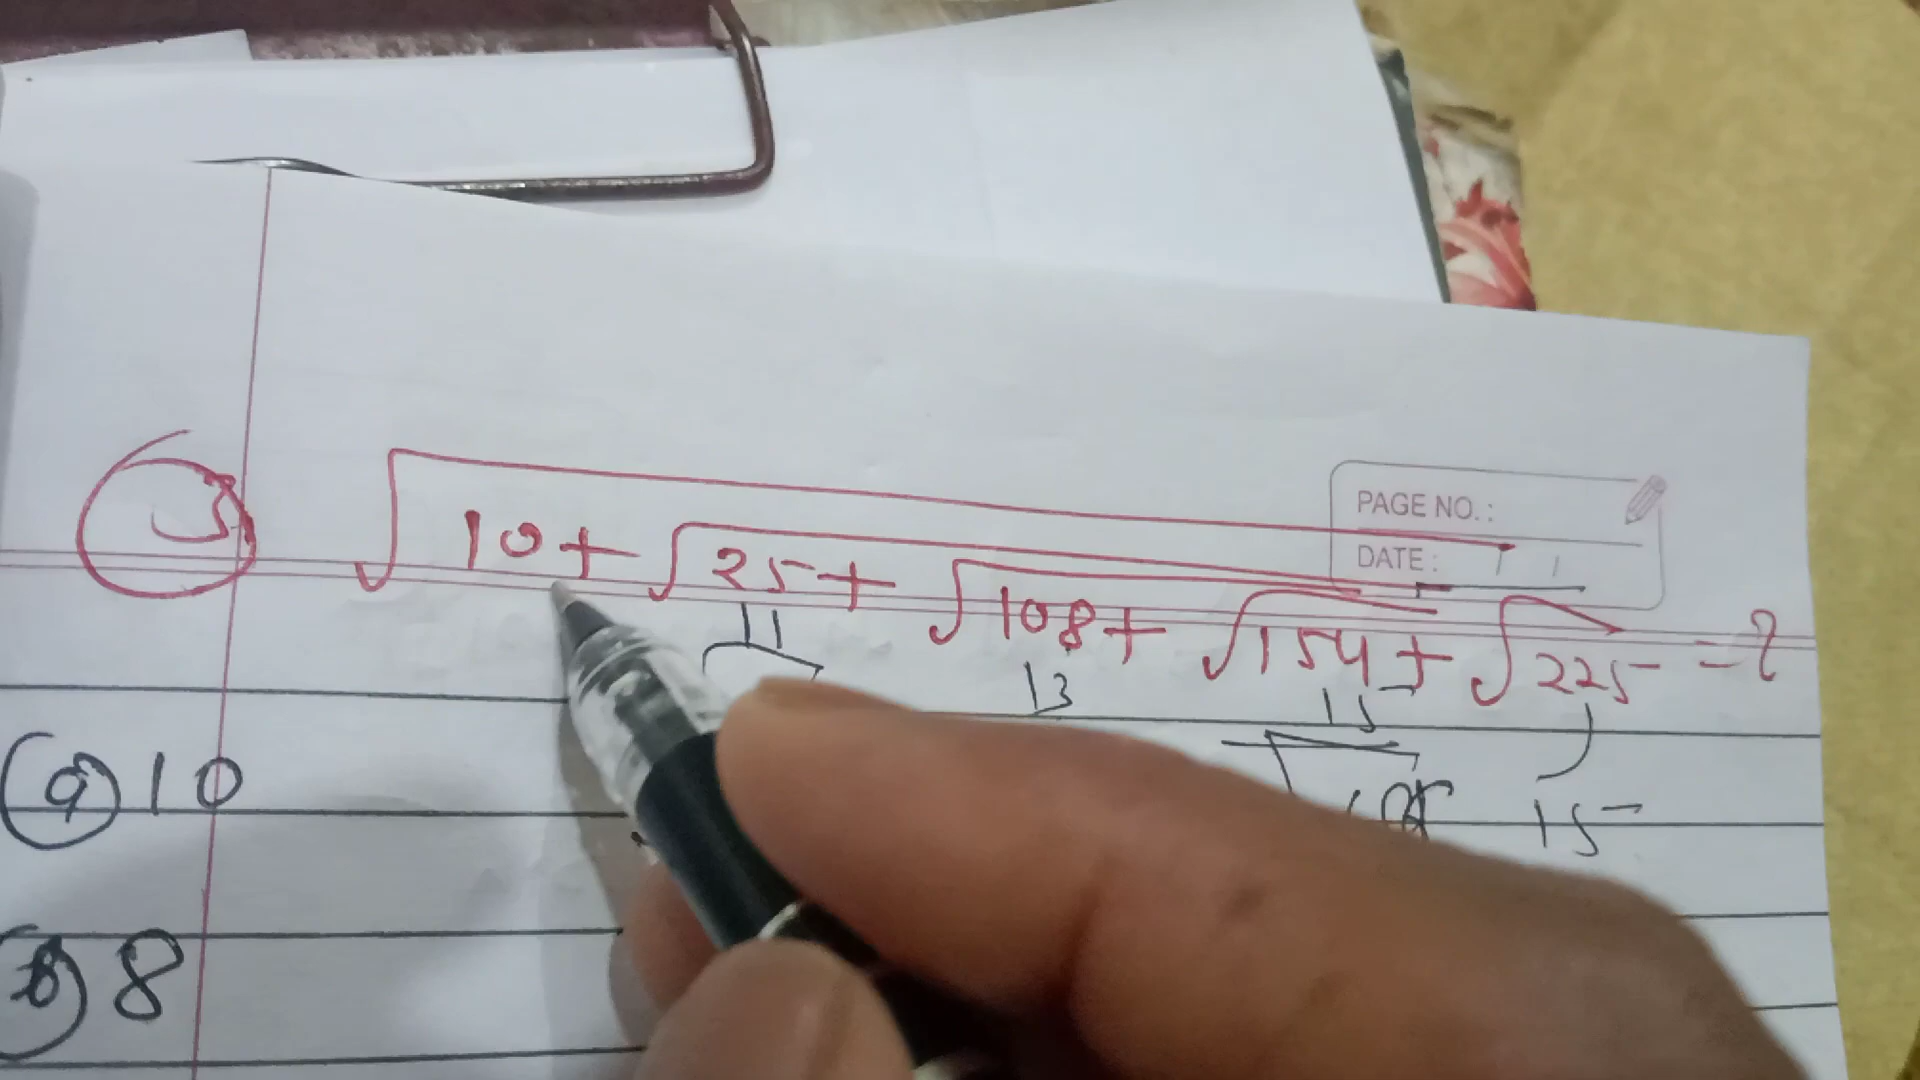 PAGE NO.:
DATE: / /
5 √10+√25+√108+√154+√225 = ?
11 13 15
15
(a) 10
(b) 8